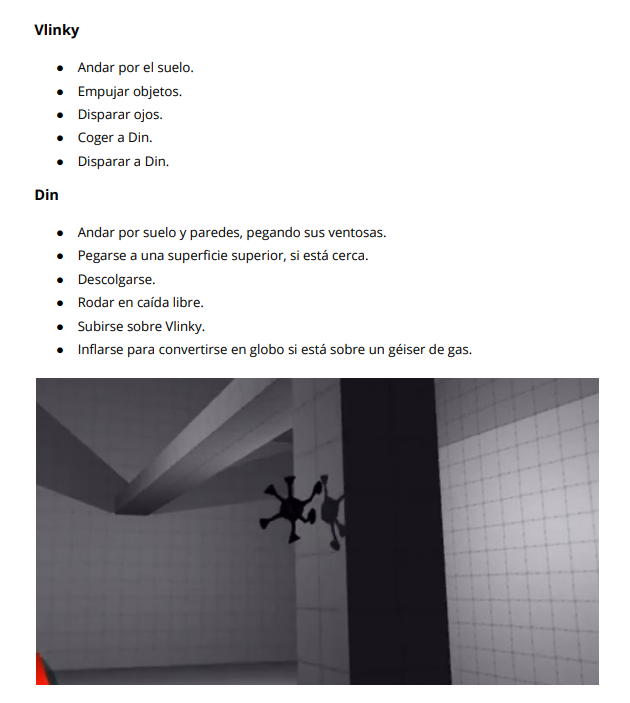 Vlinky
● Andar por el suelo.
● Empujar objetos.
● Disparar ojos.
● Coger a Din.
● Disparar a Din.
Din
● Andar por suelo y paredes, pegando sus ventosas.
● Pegarse a una superficie superior, si está cerca.
● Descolgarse.
● Rodar en caída libre.
● Subirse sobre Vlinky.
● Inflarse para convertirse en globo si está sobre un géiser de gas.